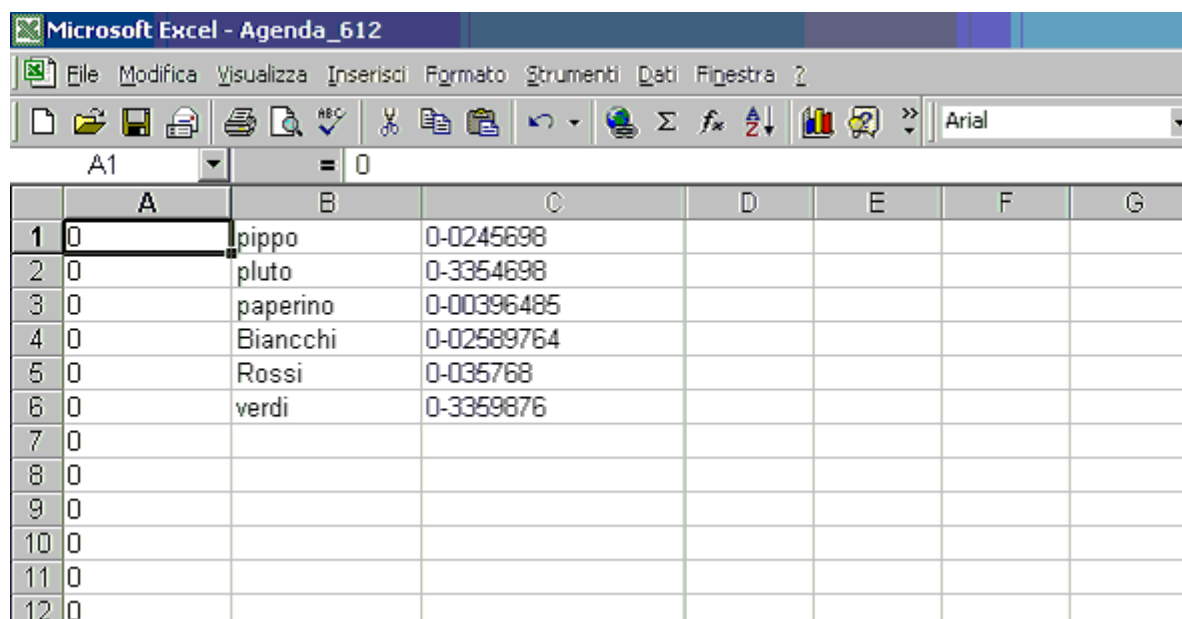 Microsoft Excel - Agenda_612
File Modifica Visualizza Inserisci Formato Strumenti Dati Finestra ?
ABC Σ fx A Z Arial
A1 = 0
A B C D E F G
1 0 pippo 0-0245698
2 0 pluto 0-3354698
3 0 paperino 0-00396485
4 0 Biancchi 0-02589764
5 0 Rossi 0-035768
6 0 verdi 0-3359876
7 0
8 0
9 0
10 0
11 0
12 0